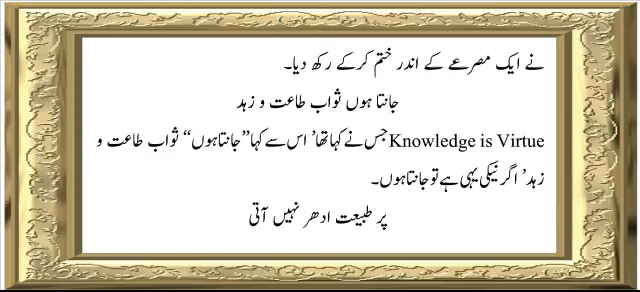 نے ایک مصرعے کے اندر ختم کرکے رکھ دیا۔
جانتا ہوں ثواب طاعت و زہد
Knowledge is Virtue جس نے کہا تھا’ اس سے کہا ’’جانتا ہوں‘‘ ثواب طاعت و
زہد’ اگر نیکی یہی ہے تو جانتا ہوں۔
پر طبیعت ادھر نہیں آتی